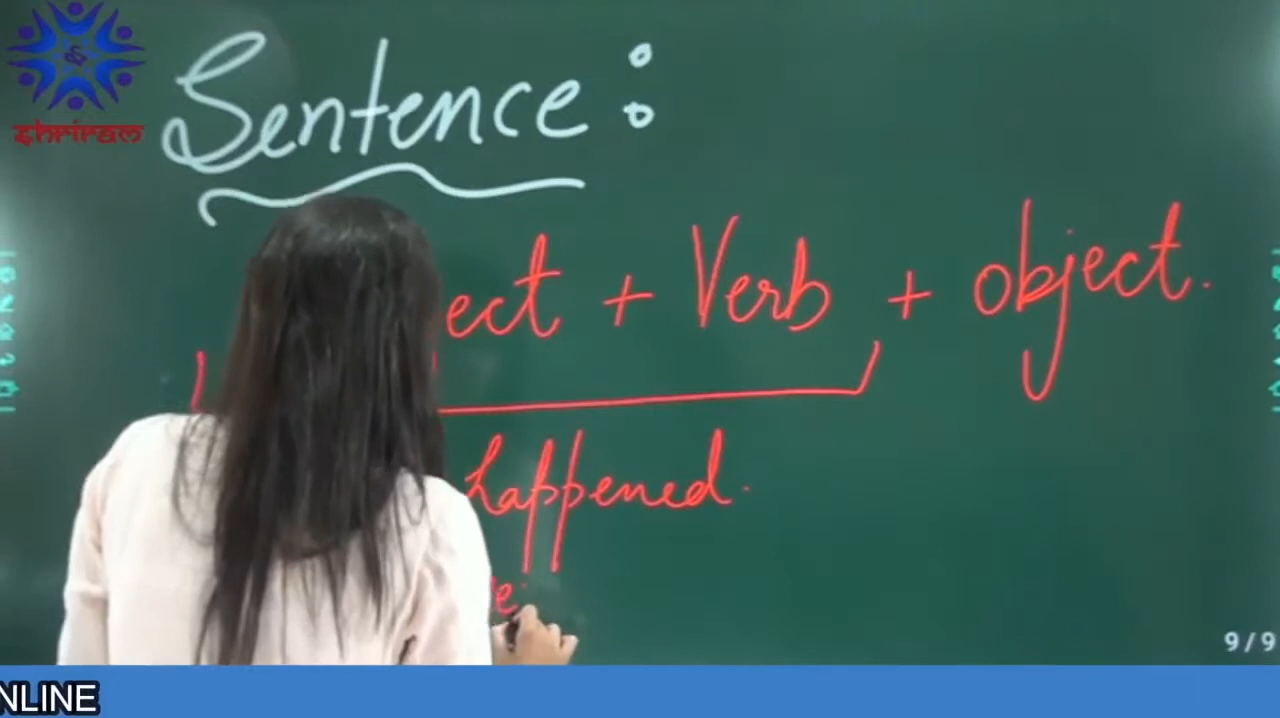 shriram
Sentence :
ect + Verb + object.
happened.
e
9/9
NLINE